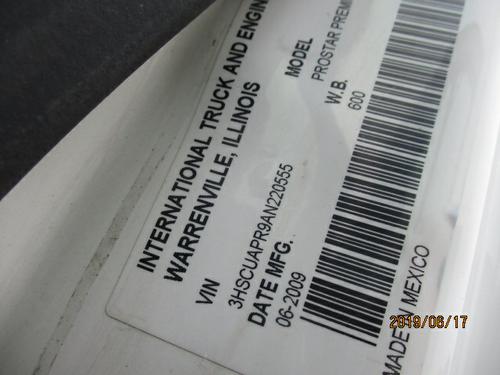 INTERNATIONAL TRUCK AND ENGIN
WARRENVILLE, ILLINOIS
VIN
3HSCUAPR9AN220555
DATE MFG.
06-2009
MODEL
PROSTAR PREMI
W.B.
600
MADE IN MEXICO
2019/06/17